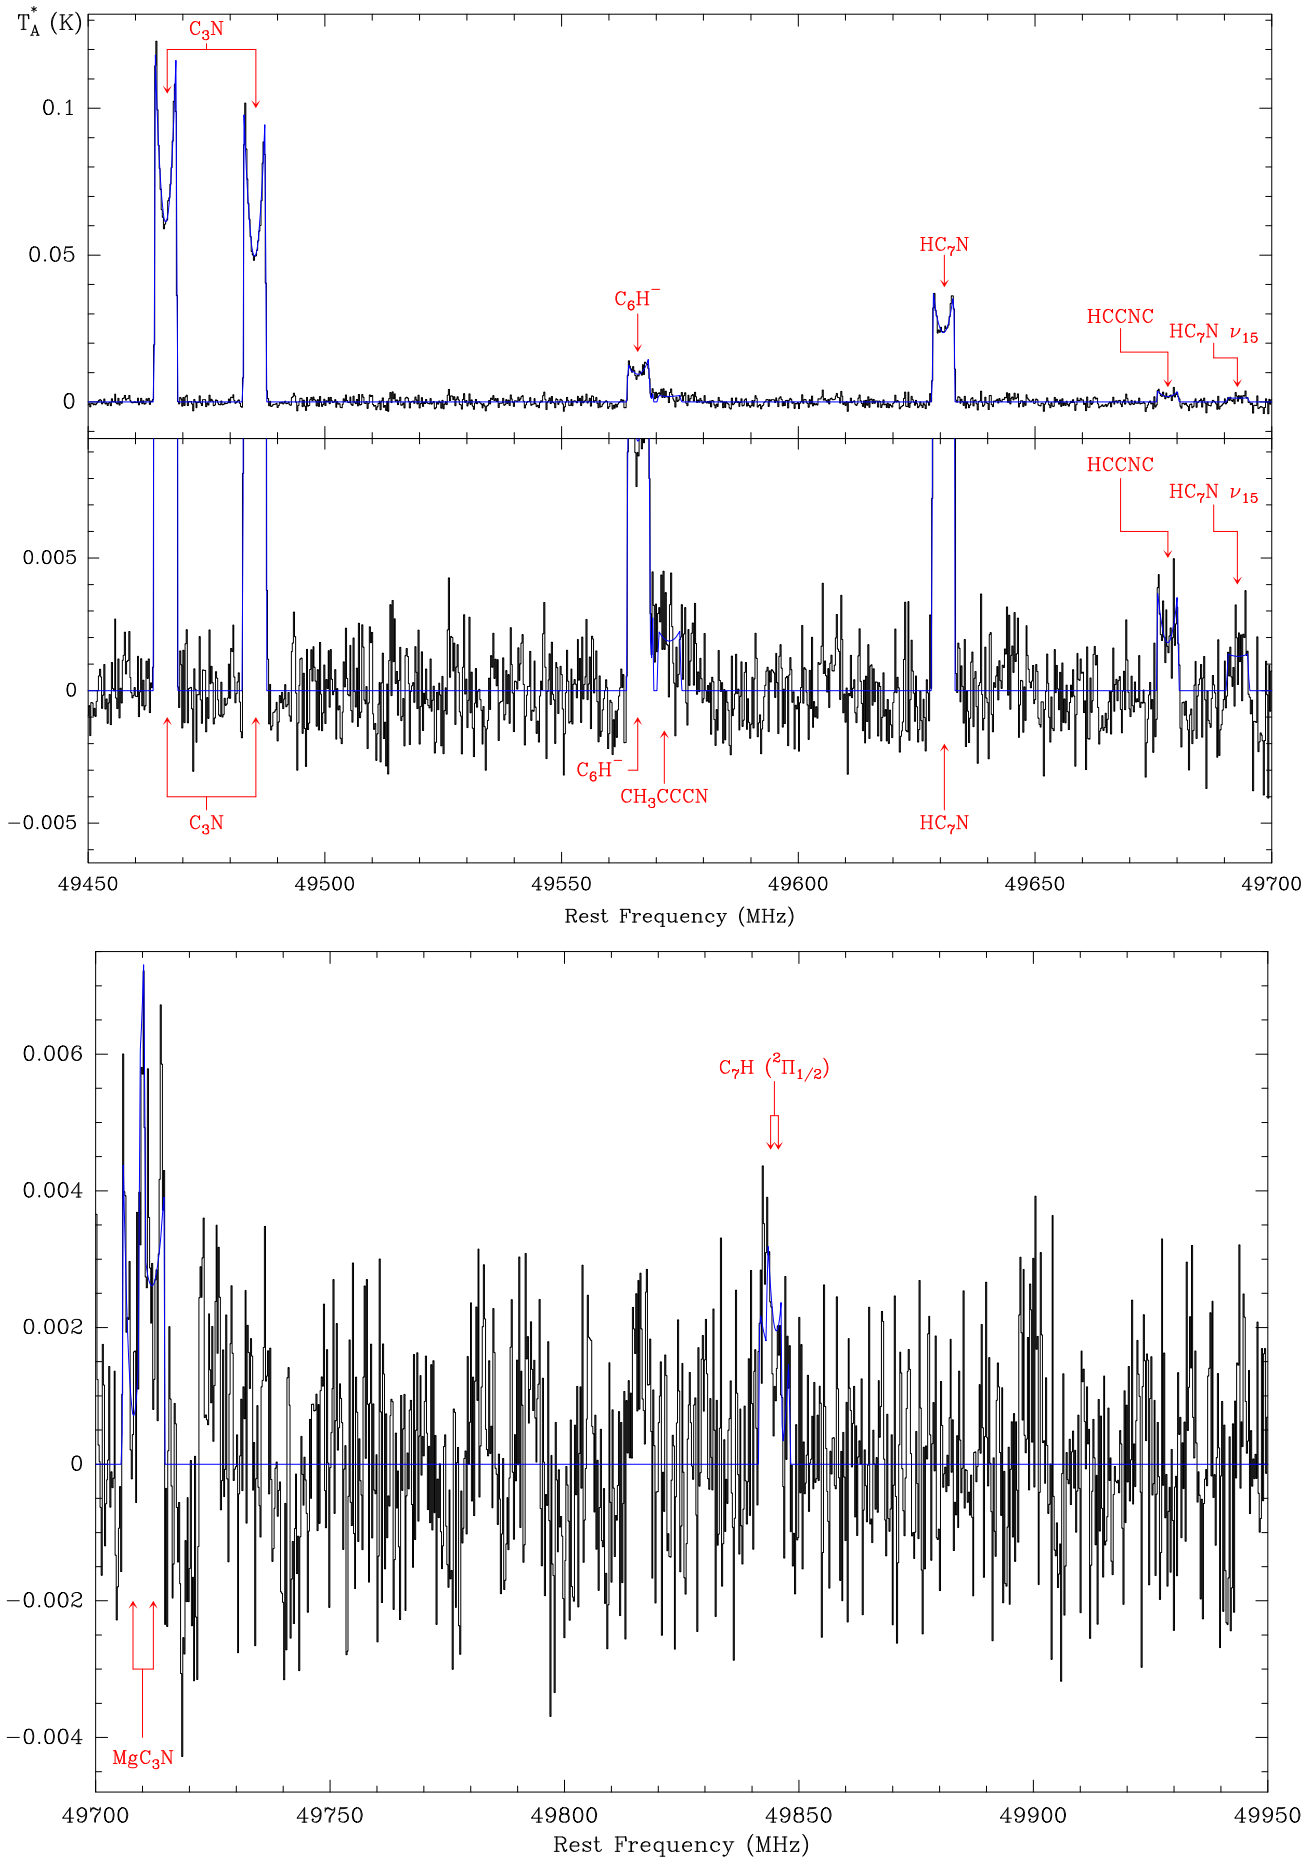 T*A (K)
C3N
0.1
0.05
HC7N
C6H−
HCCNC
HC7N ν15
0
HCCNC
HC7N ν15
0.005
0
C6H−
CH3CCCN
−0.005
C3N
HC7N
49450 49500 49550 49600 49650 49700
Rest Frequency (MHz)
0.006
C7H (2Π1/2)
0.004
0.002
0
−0.002
−0.004
MgC3N
49700 49750 49800 49850 49900 49950
Rest Frequency (MHz)